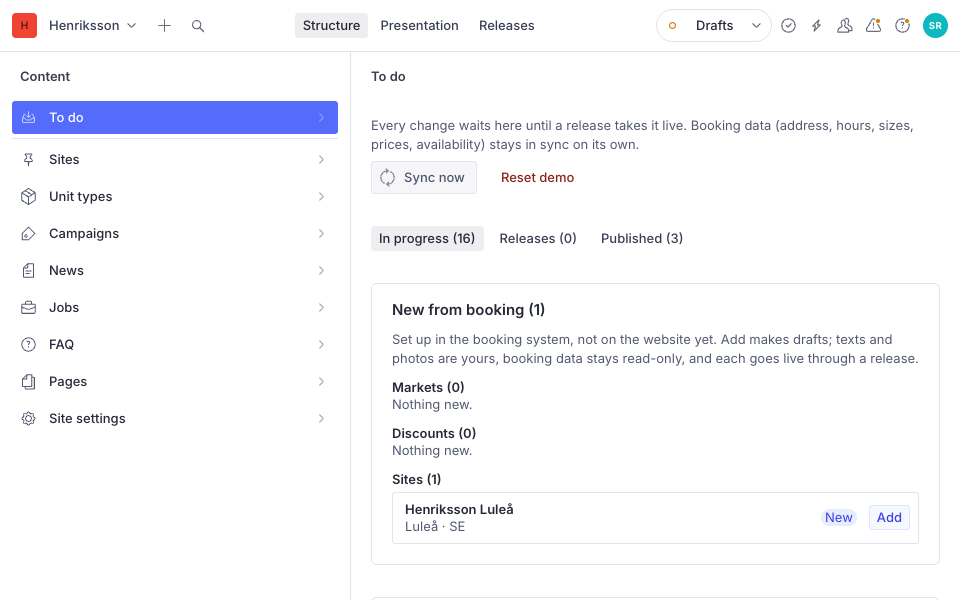 H
Henriksson
Structure
Presentation
Releases
Drafts
SR
Content
To do
Sites
Unit types
Campaigns
News
Jobs
FAQ
Pages
Site settings
To do
Every change waits here until a release takes it live. Booking data (address, hours, sizes,
prices, availability) stays in sync on its own.
Sync now
Reset demo
In progress (16)
Releases (0)
Published (3)
New from booking (1)
Set up in the booking system, not on the website yet. Add makes drafts; texts and
photos are yours, booking data stays read-only, and each goes live through a release.
Markets (0)
Nothing new.
Discounts (0)
Nothing new.
Sites (1)
Henriksson Luleå
Luleå · SE
New
Add